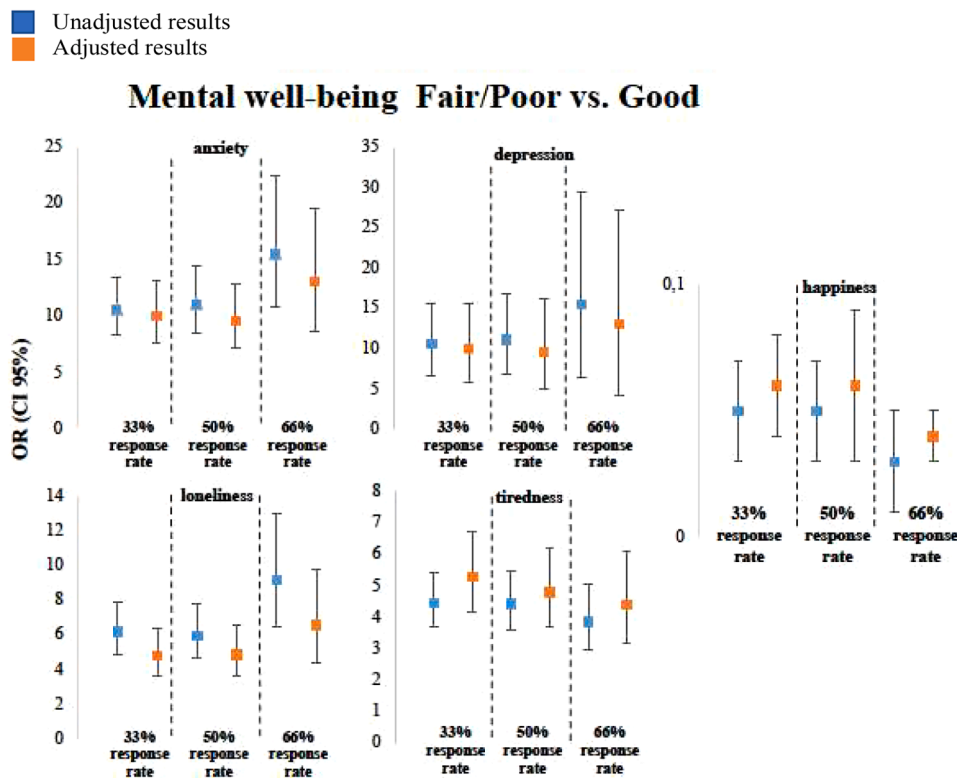 Unadjusted results
Adjusted results
Mental well-being Fair/Poor vs. Good
OR (CI 95%)
anxiety
25
20
15
10
5
0
33% response rate
50% response rate
66% response rate
depression
35
30
25
20
15
10
5
0
33% response rate
50% response rate
66% response rate
happiness
0,1
0
33% response rate
50% response rate
66% response rate
loneliness
14
12
10
8
6
4
2
0
33% response rate
50% response rate
66% response rate
tiredness
8
7
6
5
4
3
2
1
0
33% response rate
50% response rate
66% response rate